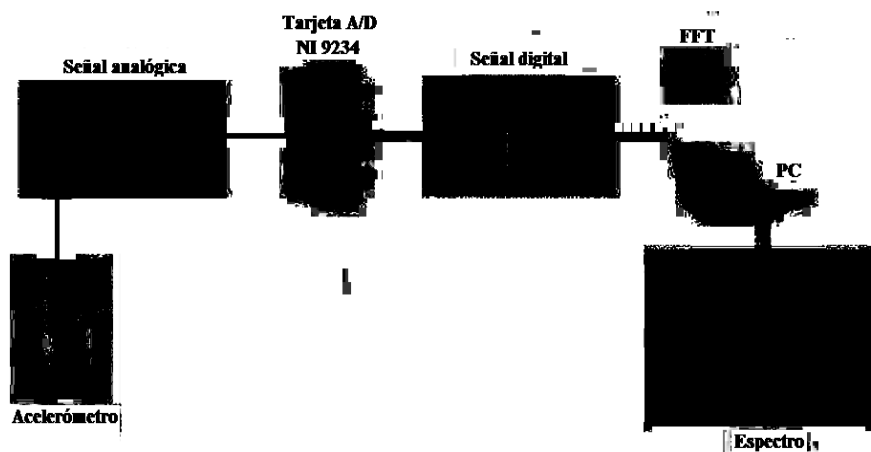 Tarjeta A/D
NI 9234
FFT
Señal analógica
Señal digital
PC
Acelerómetro
Espectro